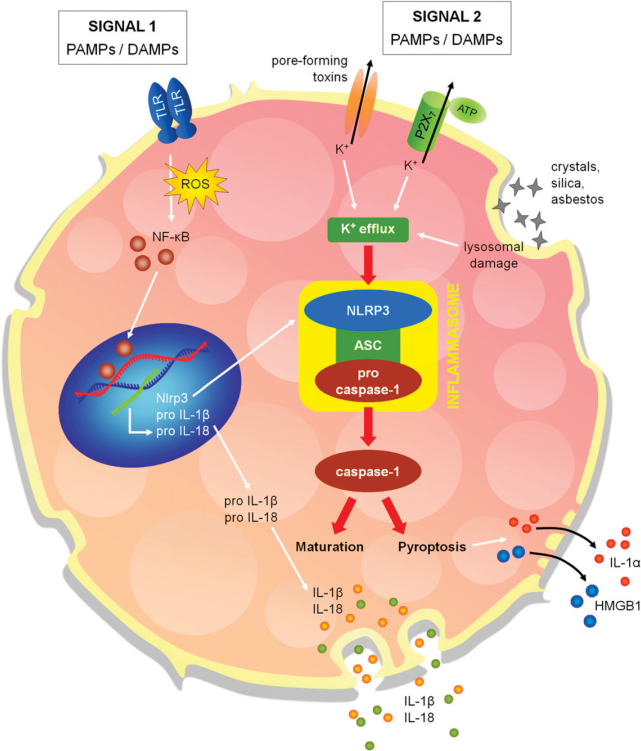 SIGNAL 1
PAMPs / DAMPs
SIGNAL 2
PAMPs / DAMPs
pore-forming
toxins
TLR
TLR
P2X7
ATP
K+
K+
ROS
crystals,
silica,
asbestos
NF-κB
K+ efflux
lysosomal
damage
NLRP3
ASC
pro
caspase-1
INFLAMMASOME
Nlrp3
pro IL-1β
pro IL-18
caspase-1
pro IL-1β
pro IL-18
Maturation
Pyroptosis
IL-1α
HMGB1
IL-1β
IL-18
IL-1β
IL-18